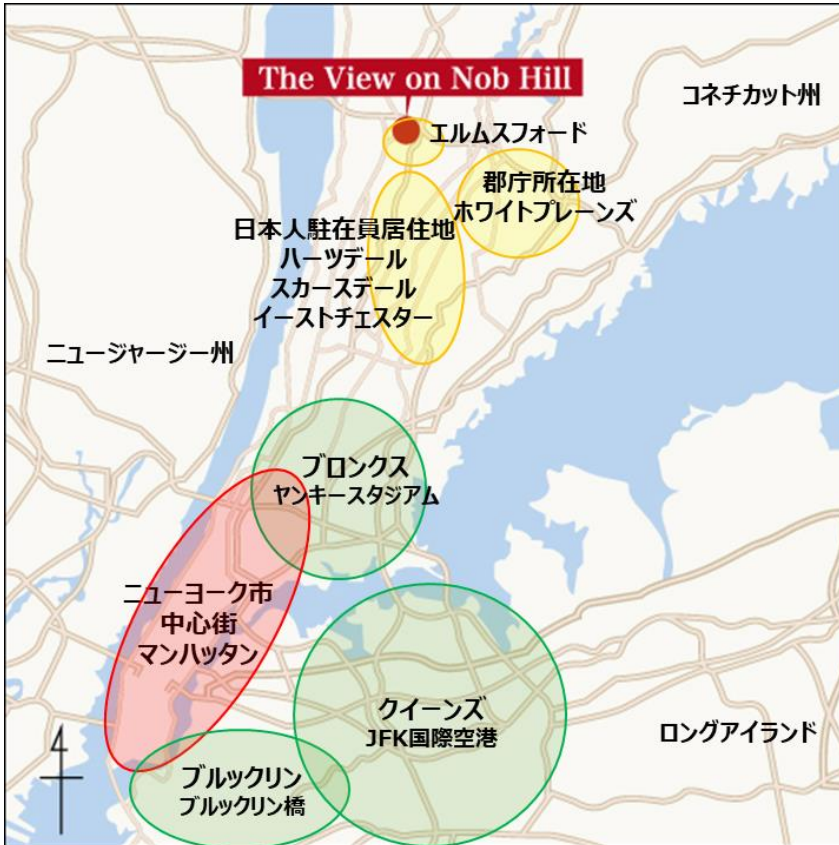 The View on Nob Hill
コネチカット州
エルムスフォード
郡庁所在地
ホワイトプレーンズ
日本人駐在員居住地
ハーツデール
スカースデール
イーストチェスター
ニュージャージー州
ブロンクス
ヤンキースタジアム
ニューヨーク市
中心街
マンハッタン
クイーンズ
JFK国際空港
ロングアイランド
ブルックリン
ブルックリン橋